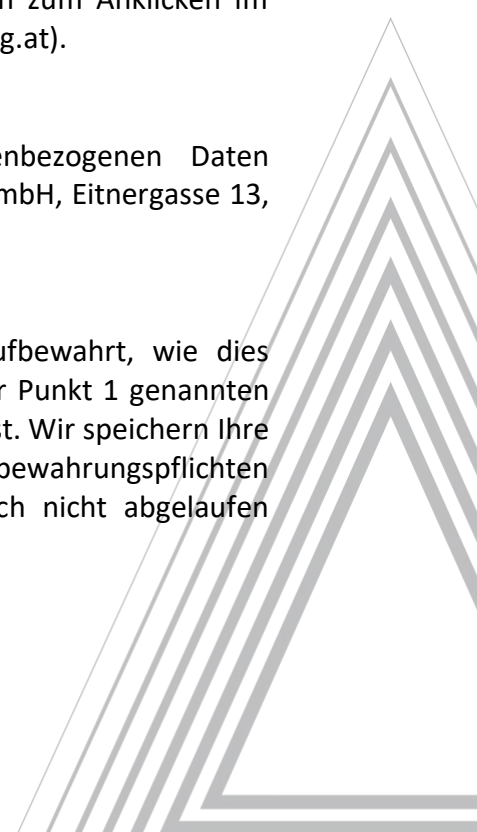 zum Anklicken im
g.at).
enbezogenen Daten
mbH, Eitnergasse 13,
ufbewahrt, wie dies
r Punkt 1 genannten
st. Wir speichern Ihre
bewahrungspflichten
ch nicht abgelaufen